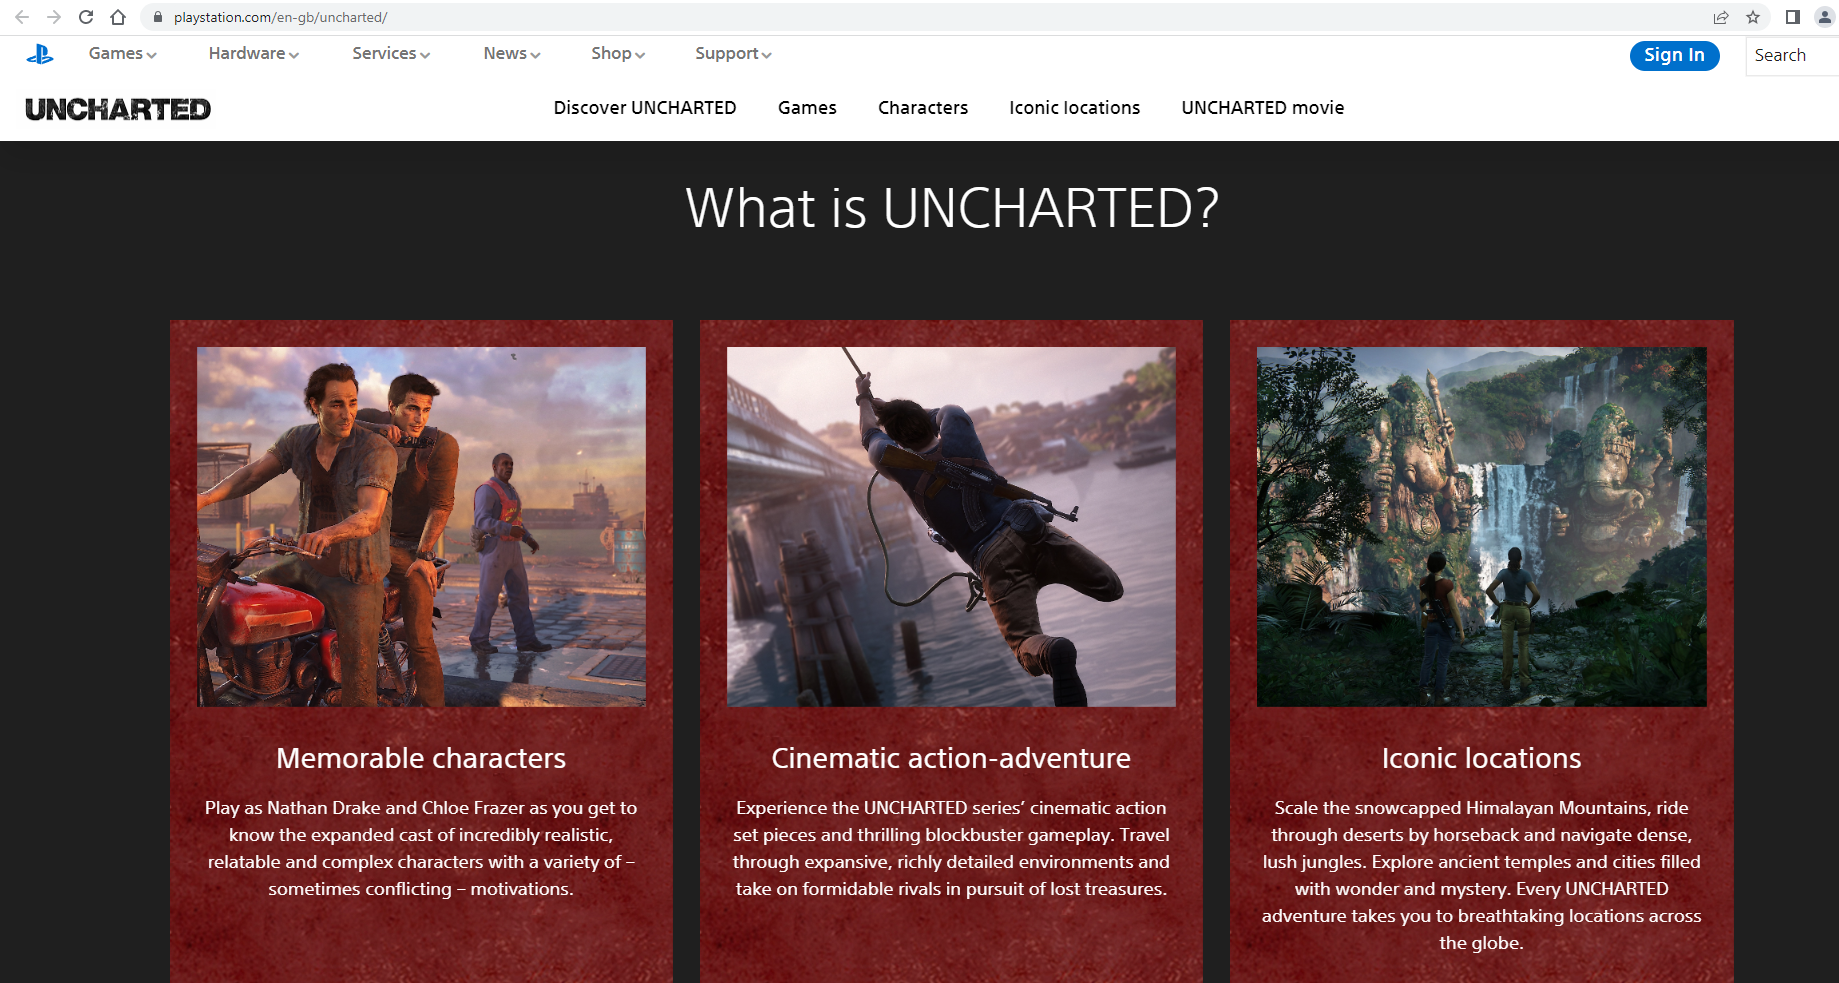 playstation.com/en-gb/uncharted/
Games Hardware Services News Shop Support Sign In Search
UNCHARTED Discover UNCHARTED Games Characters Iconic locations UNCHARTED movie
What is UNCHARTED?
Memorable characters
Play as Nathan Drake and Chloe Frazer as you get to
know the expanded cast of incredibly realistic,
relatable and complex characters with a variety of –
sometimes conflicting – motivations.
Cinematic action-adventure
Experience the UNCHARTED series’ cinematic action
set pieces and thrilling blockbuster gameplay. Travel
through expansive, richly detailed environments and
take on formidable rivals in pursuit of lost treasures.
Iconic locations
Scale the snowcapped Himalayan Mountains, ride
through deserts by horseback and navigate dense,
lush jungles. Explore ancient temples and cities filled
with wonder and mystery. Every UNCHARTED
adventure takes you to breathtaking locations across
the globe.